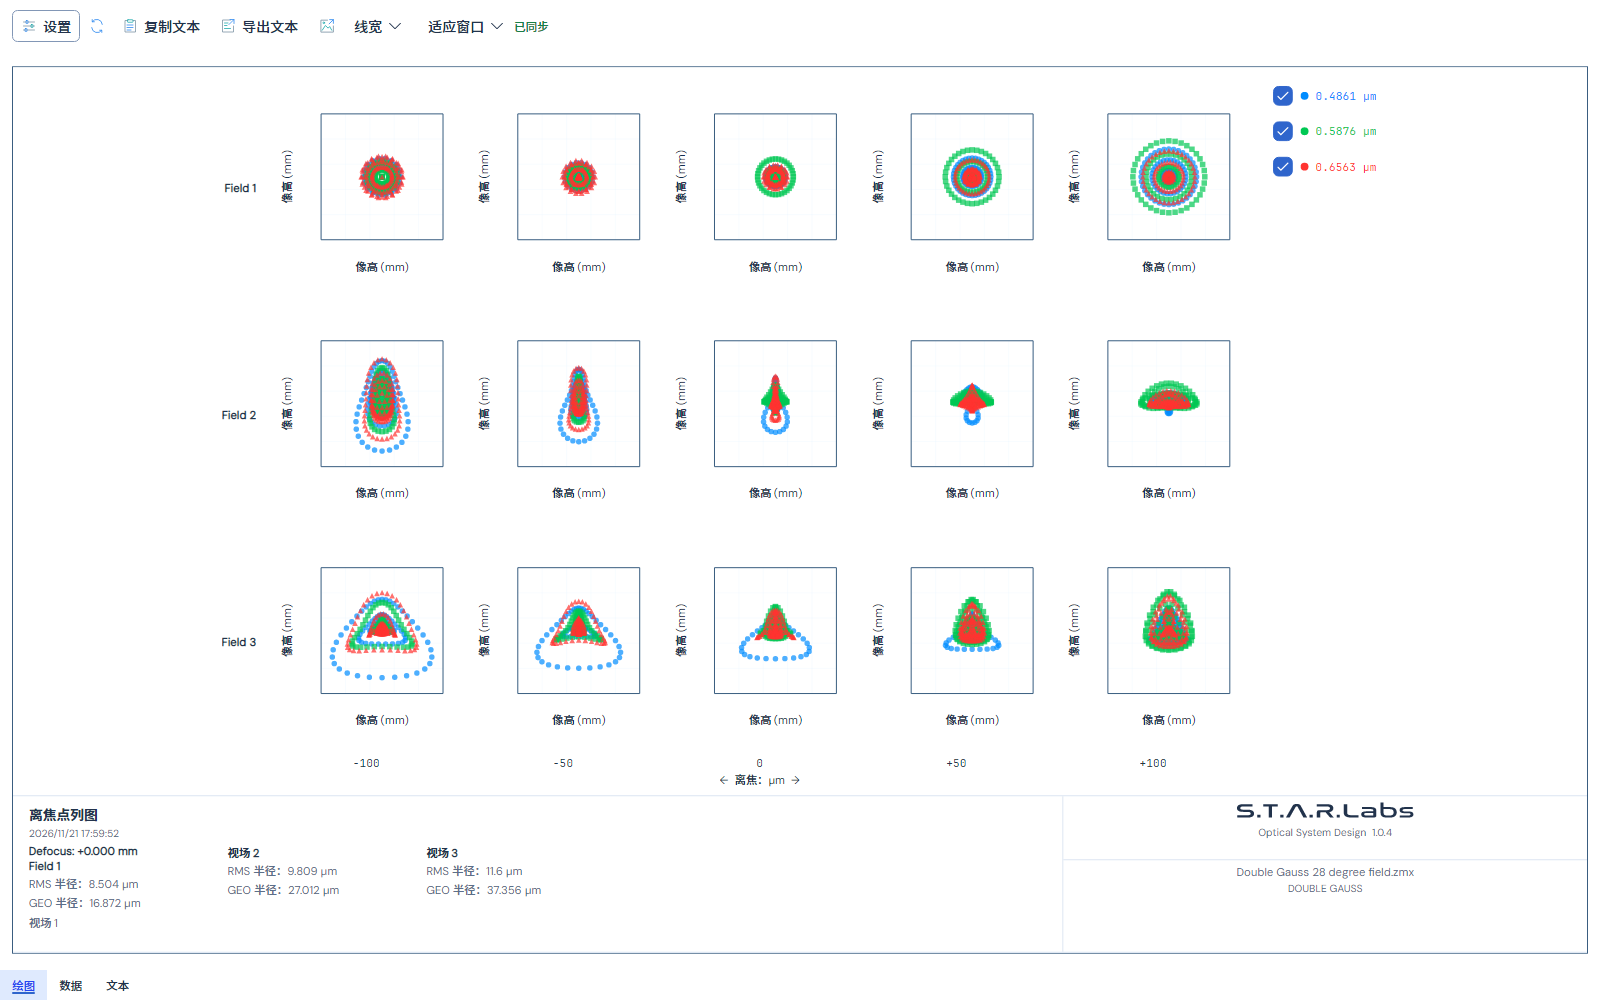 设置 复制文本 导出文本 线宽 适应窗口 已同步
0.4861 µm
0.5876 µm
0.6563 µm
Field 1 像高 (mm) 像高 (mm) 像高 (mm) 像高 (mm) 像高 (mm)
像高 (mm) 像高 (mm) 像高 (mm) 像高 (mm) 像高 (mm)
Field 2 像高 (mm) 像高 (mm) 像高 (mm) 像高 (mm) 像高 (mm)
像高 (mm) 像高 (mm) 像高 (mm) 像高 (mm) 像高 (mm)
Field 3 像高 (mm) 像高 (mm) 像高 (mm) 像高 (mm) 像高 (mm)
像高 (mm) 像高 (mm) 像高 (mm) 像高 (mm) 像高 (mm)
-100 -50 0 +50 +100
← 离焦: µm →
离焦点列图
2026/11/21 17:59:52
Defocus: +0.000 mm
Field 1
RMS 半径: 8.504 µm
GEO 半径: 16.872 µm
视场 1
视场 2
RMS 半径: 9.809 µm
GEO 半径: 27.012 µm
视场 3
RMS 半径: 11.6 µm
GEO 半径: 37.356 µm
S.T.A.R.Labs
Optical System Design 1.0.4
Double Gauss 28 degree field.zmx
DOUBLE GAUSS
绘图 数据 文本